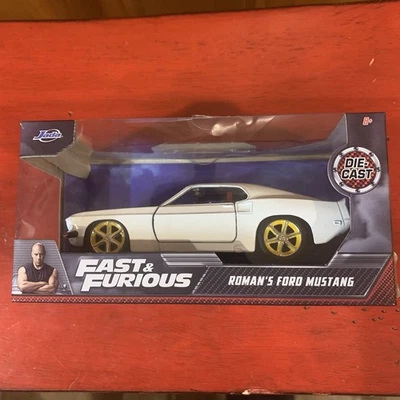 Jada
8+
DIE-
CAST
FAST &
FURIOUS
ROMAN'S FORD MUSTANG